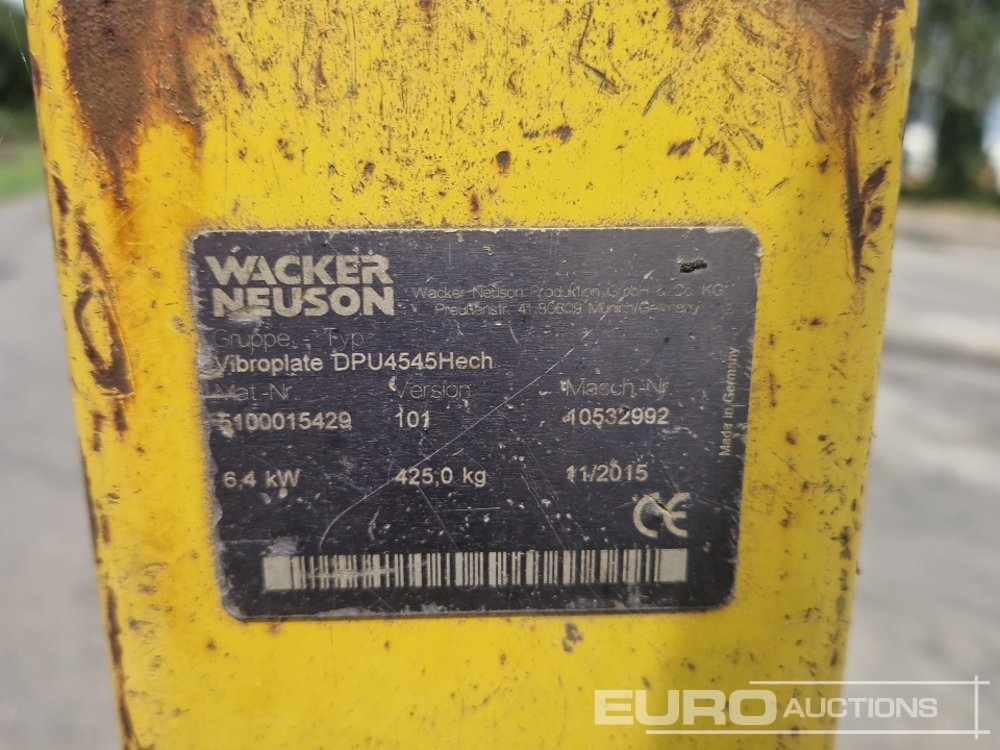 WACKER
NEUSON
Wacker Neuson Produktion GmbH & Co. KG
Preußenstr. 41 80809 Munich/Germany
Gruppe - Typ
Vibroplate DPU4545Hech
Mat.-Nr. Version Masch.-Nr.
5100015429 101 10532992
6,4 kW 425,0 kg 11/2015
CE
Made in Germany
EURO AUCTIONS